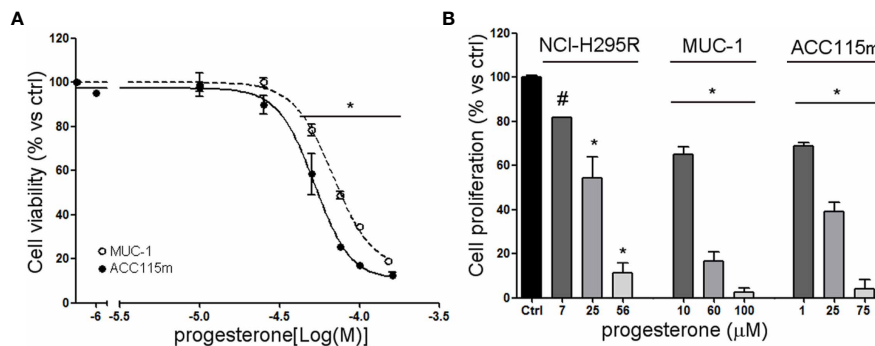 A
120
100
80
60
40
20
0
Cell viability (% vs ctrl)
*
MUC-1
ACC115m
-6 -5.5 -5.0 -4.5 -4.0 -3.5
progesterone[Log(M)]
B
NCI-H295R MUC-1 ACC115m
120
100
80
60
40
20
0
Cell proliferation (% vs ctrl)
# * * * *
Ctrl 7 25 56 10 60 100 1 25 75
progesterone (μM)